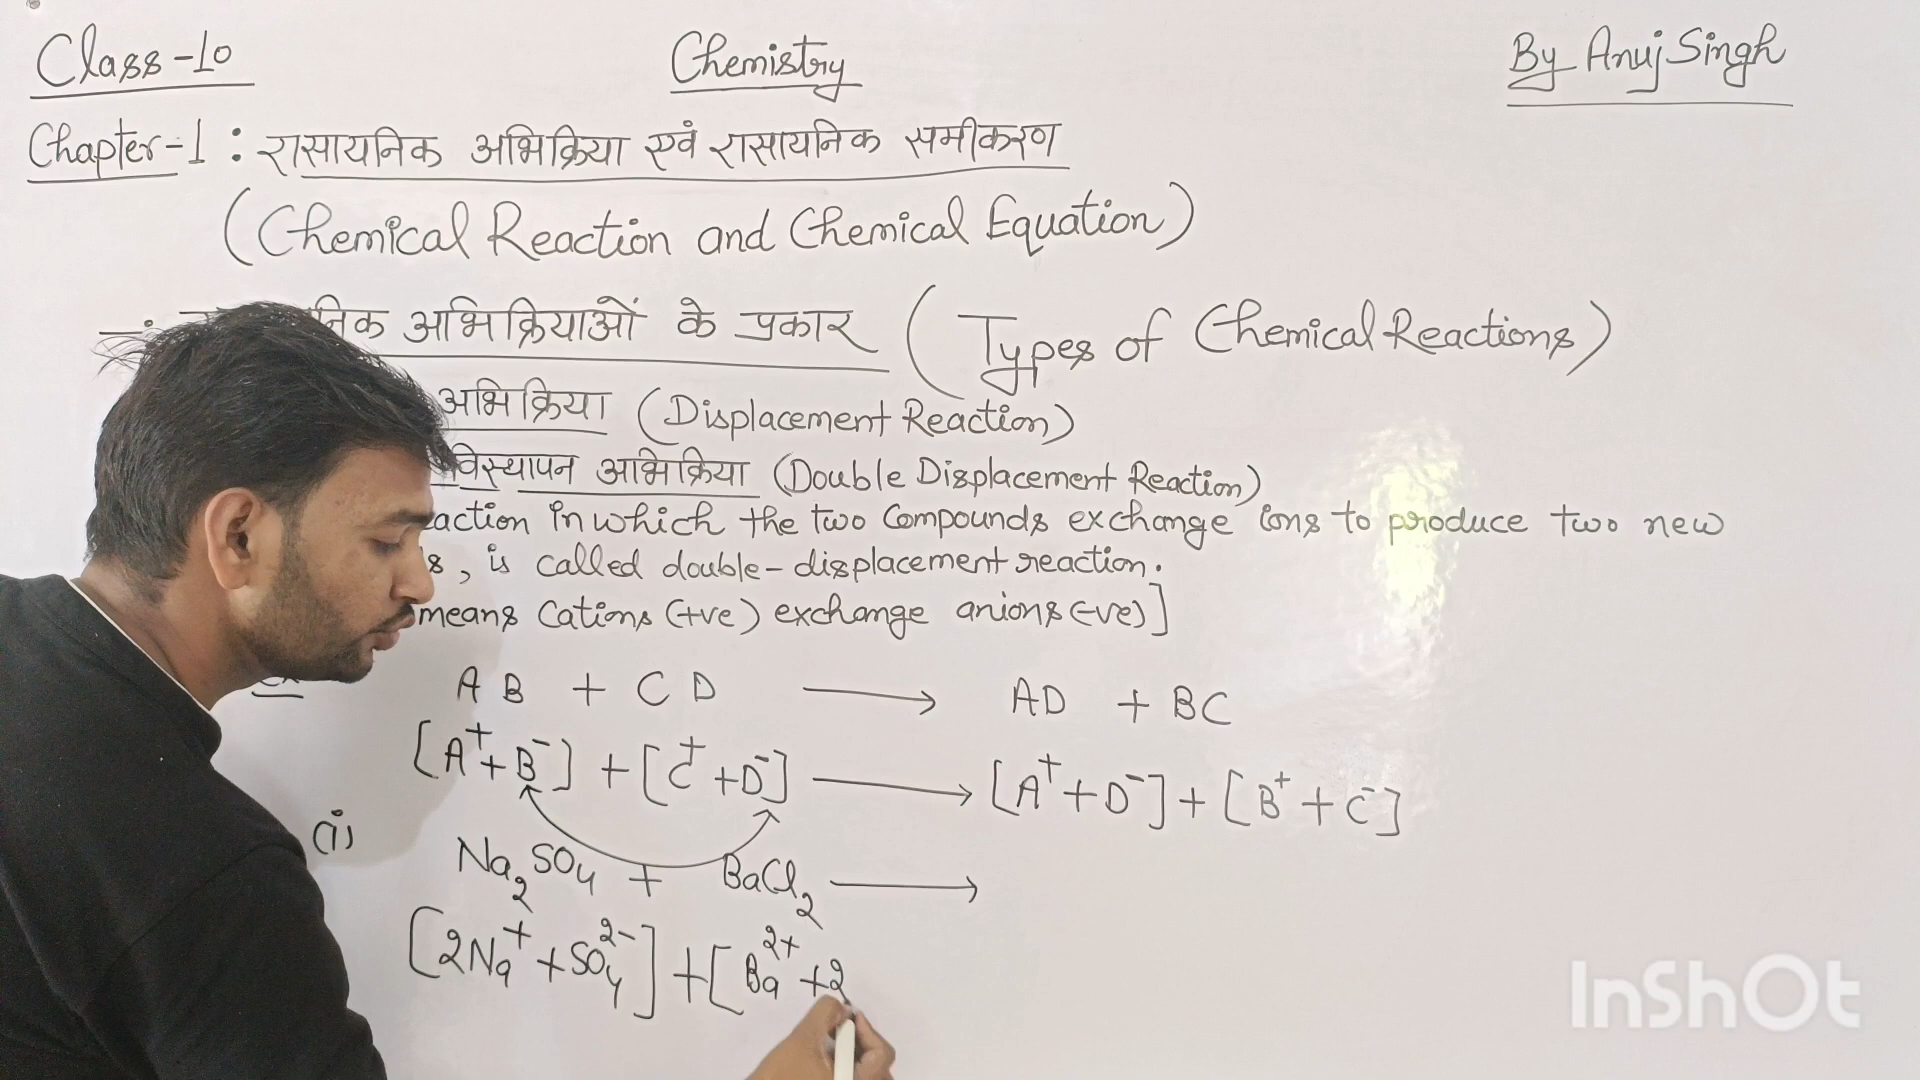 Class-10 Chemistry By Anuj Singh
Chapter-1 : रासायनिक अभिक्रिया एवं रासायनिक समीकरण
(Chemical Reaction and Chemical Equation)
अभिक्रियाओं के प्रकार (Types of Chemical Reactions)
अभिक्रिया (Displacement Reaction)
विस्थापन अभिक्रिया (Double Displacement Reaction)
action in which the two compounds exchange ions to produce two new
s, is called double-displacement reaction.
means Cations (+ve) exchange anions (-ve)]
A B + C D ⟶ AD + BC
[A⁺ + B⁻] + [C⁺ + D⁻] ⟶ [A⁺ + D⁻] + [B⁺ + C⁻]
(i) Na₂SO₄ + BaCl₂ ⟶
[2Na⁺ + SO₄²⁻] + [Ba²⁺ + 2
InShOt